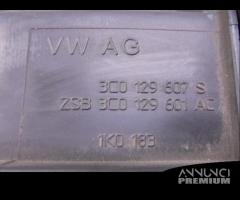 VW AG
3C0 129 607 S
ZSB 3C0 129 601 AC
1K0 183
ANNUNCI
PREMIUM